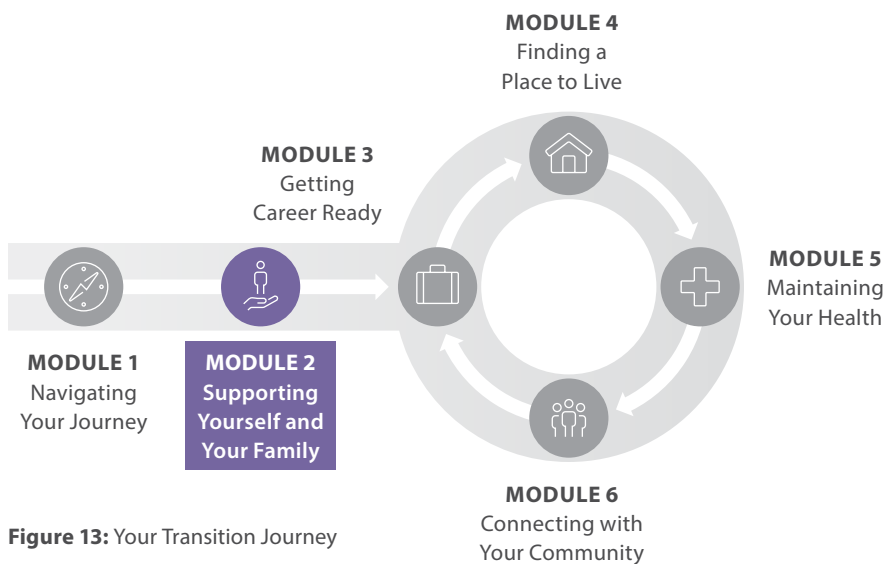 MODULE 1
Navigating
Your Journey
MODULE 2
Supporting
Yourself and
Your Family
MODULE 3
Getting
Career Ready
MODULE 4
Finding a
Place to Live
MODULE 5
Maintaining
Your Health
MODULE 6
Connecting with
Your Community
Figure 13: Your Transition Journey